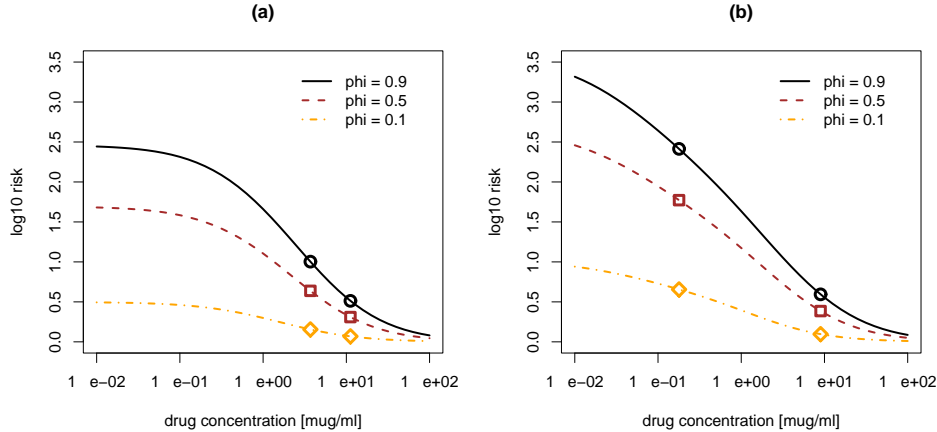 (a)
3.5
3.0
2.5
2.0
1.5
1.0
0.5
0.0
log10 risk
phi = 0.9
phi = 0.5
phi = 0.1
1 e−02
1 e−01
1 e+00
1 e+01
1 e+02
drug concentration [mug/ml]
(b)
3.5
3.0
2.5
2.0
1.5
1.0
0.5
0.0
log10 risk
phi = 0.9
phi = 0.5
phi = 0.1
1 e−02
1 e−01
1 e+00
1 e+01
1 e+02
drug concentration [mug/ml]